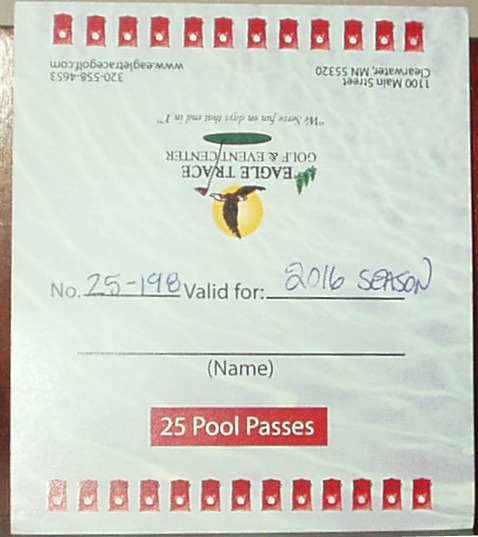 1100 Main Street
Clearwater, MN 55320
320-558-4653
www.eagletracegolf.com
EAGLE TRACE
GOLF & EVENT CENTER
"We Serve fun on days that end in Y"
No. 25-198 Valid for: 2016 SEASON
(Name)
25 Pool Passes